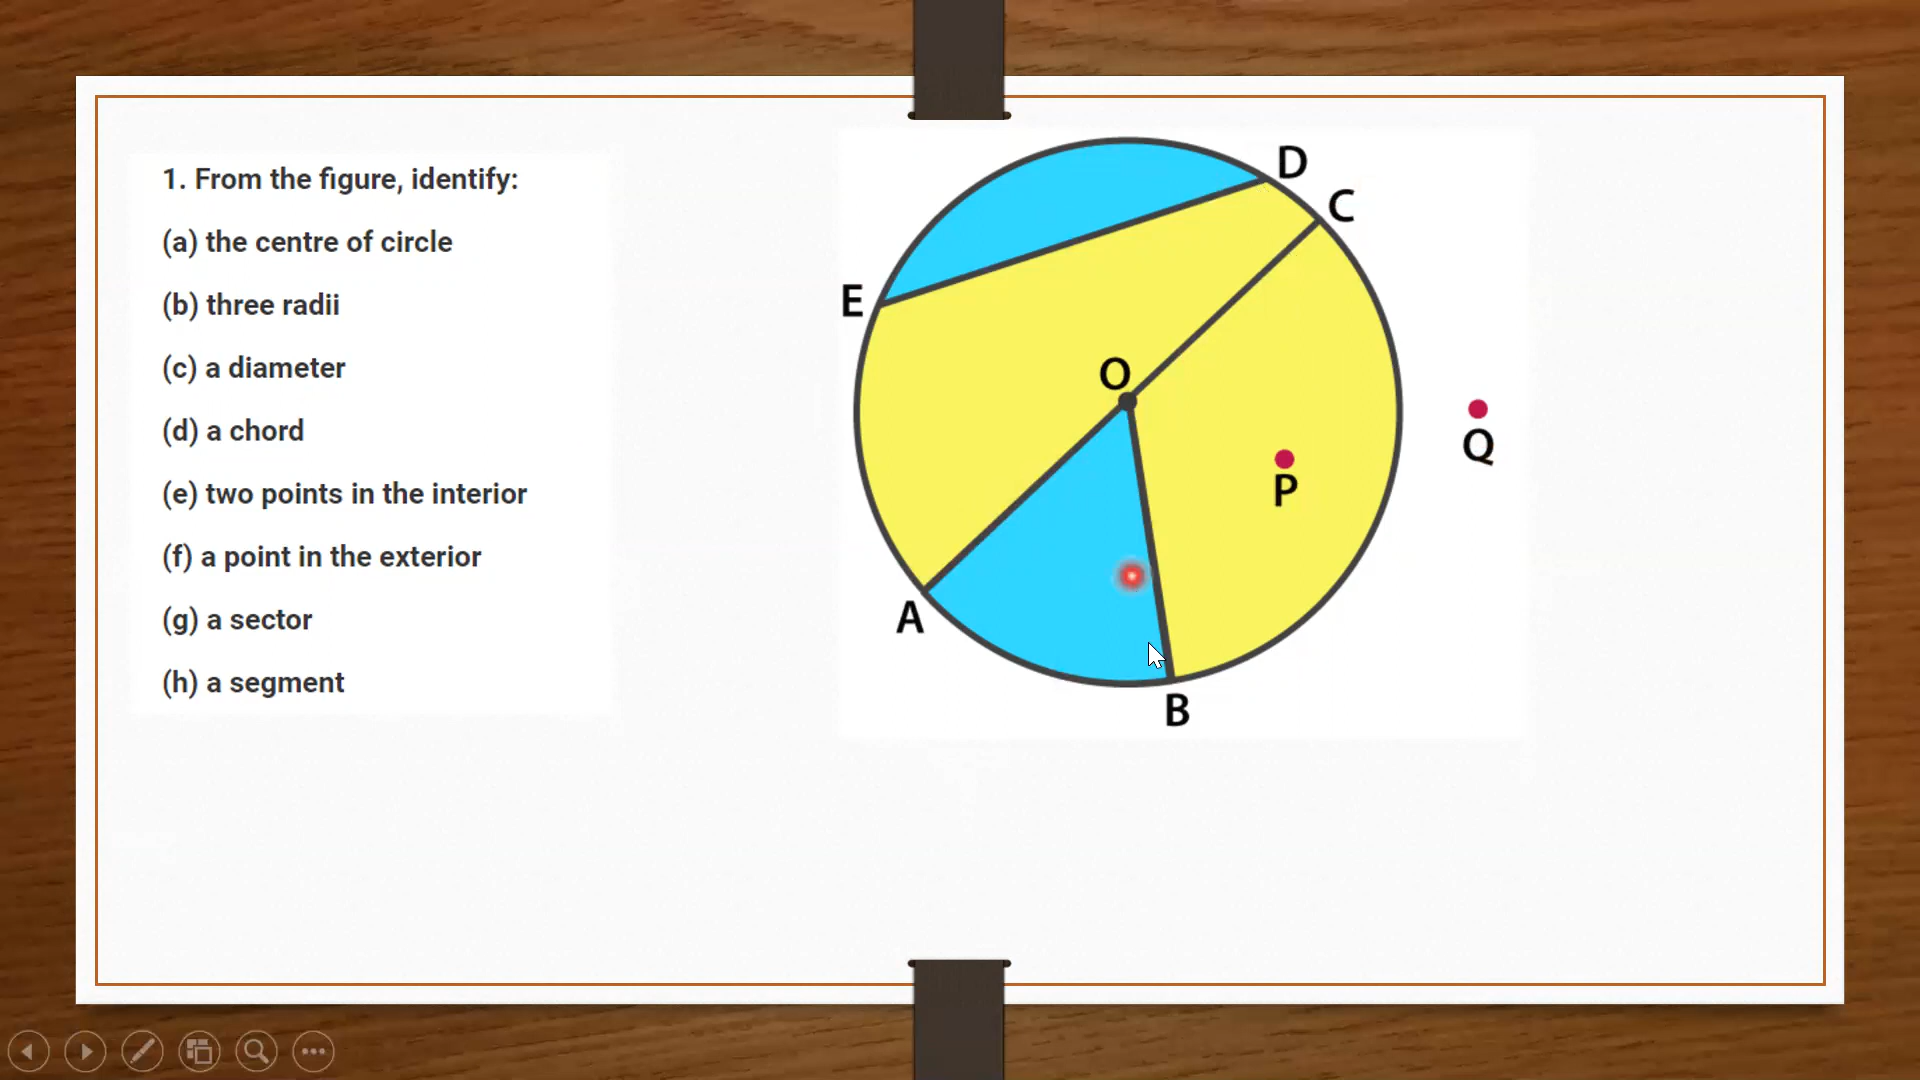 1. From the figure, identify:
(a) the centre of circle
(b) three radii
(c) a diameter
(d) a chord
(e) two points in the interior
(f) a point in the exterior
(g) a sector
(h) a segment
D
C
E
O
Q
P
A
B